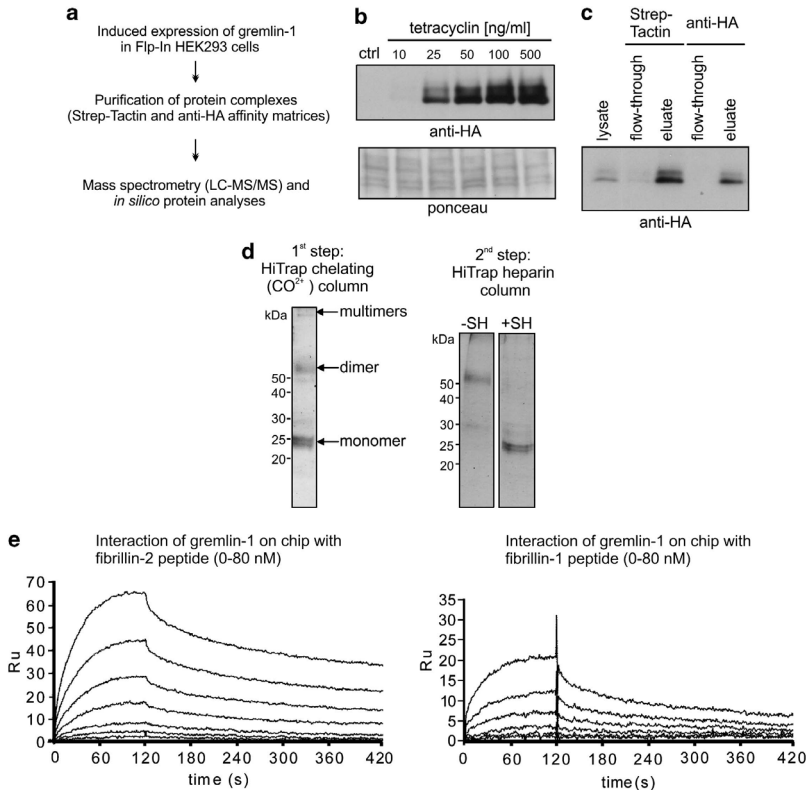 a
Induced expression of gremlin-1
in Flp-In HEK293 cells
Purification of protein complexes
(Strep-Tactin and anti-HA affinity matrices)
Mass spectrometry (LC-MS/MS) and
in silico protein analyses
b
tetracyclin [ng/ml]
ctrl 10 25 50 100 500
anti-HA
ponceau
c
Strep-
Tactin
anti-HA
lysate
flow-through
eluate
flow-through
eluate
anti-HA
d
1st step:
HiTrap chelating
(CO2+ ) column
kDa
multimers
dimer
50
40
30
25
monomer
20
2nd step:
HiTrap heparin
column
-SH +SH
kDa
50
40
30
25
20
e
Interaction of gremlin-1 on chip with
fibrillin-2 peptide (0-80 nM)
70
60
50
40
30
20
10
0
Ru
0 60 120 180 240 300 360 420
time (s)
Interaction of gremlin-1 on chip with
fibrillin-1 peptide (0-80 nM)
35
30
25
20
15
10
5
0
Ru
0 60 120 180 240 300 360 420
time (s)